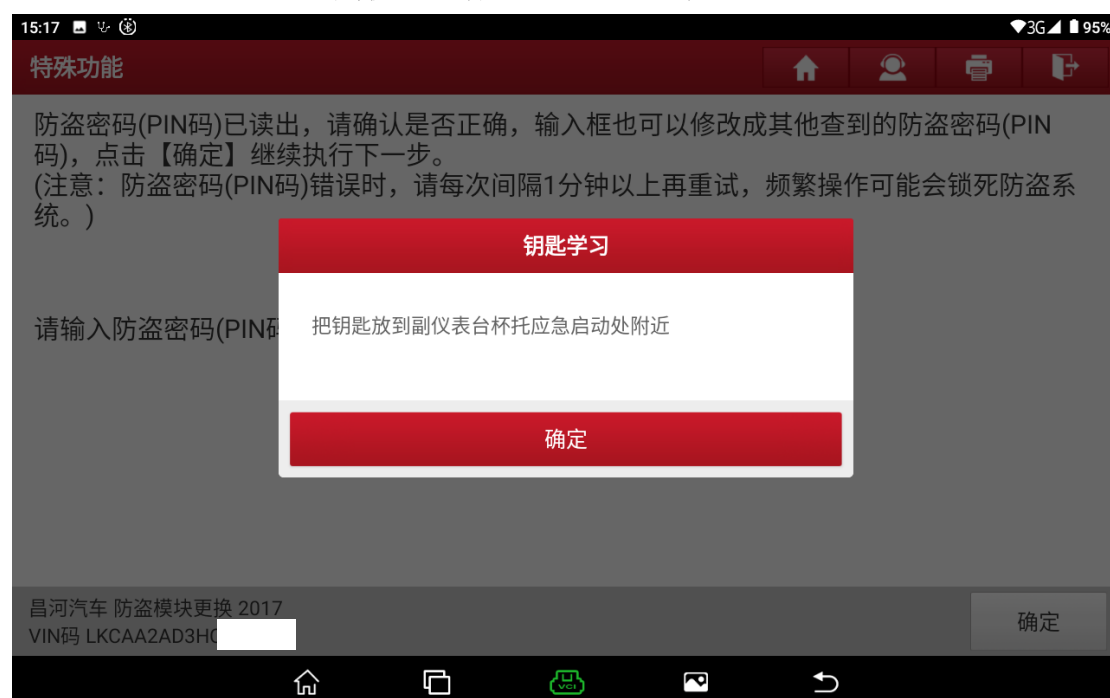 15:17
3G
95%
特殊功能
防盗密码(PIN码)已读出，请确认是否正确，输入框也可以修改成其他查到的防盗密码(PIN
码)，点击【确定】继续执行下一步。
(注意：防盗密码(PIN码)错误时，请每次间隔1分钟以上再重试，频繁操作可能会锁死防盗系
统。)
钥匙学习
请输入防盗密码(PIN码
把钥匙放到副仪表台杯托应急启动处附近
确定
昌河汽车 防盗模块更换 2017
VIN码 LKCAA2AD3H
确定
VCI